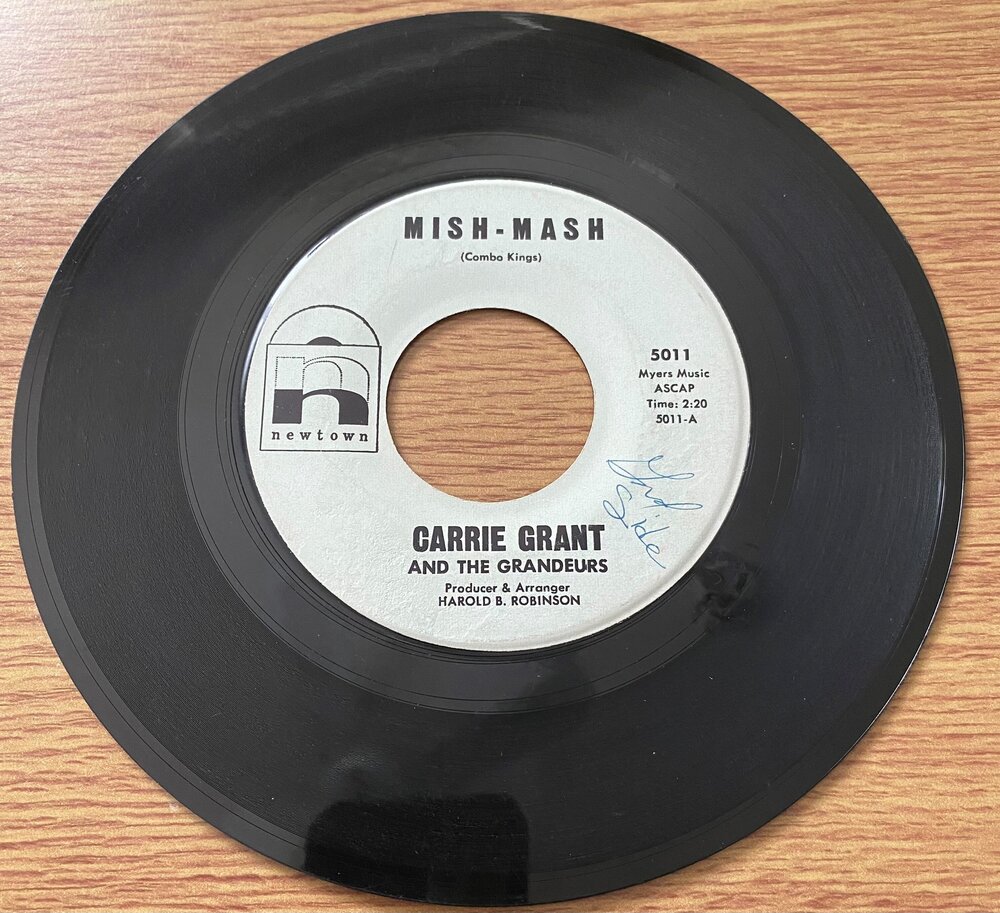 MISH-MASH
(Combo Kings)
n
newtown
5011
Myers Music
ASCAP
Time: 2:20
5011-A
Side
CARRIE GRANT
AND THE GRANDEURS
Producer & Arranger
HAROLD B. ROBINSON